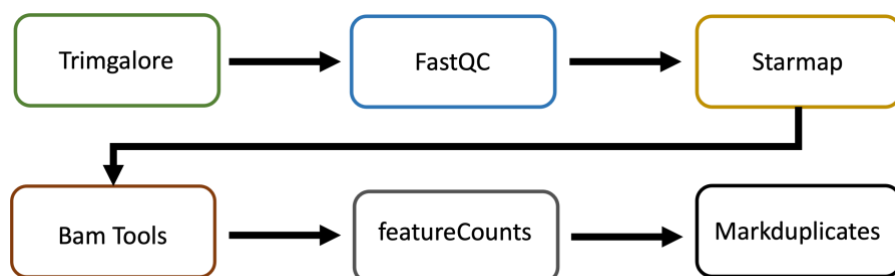 Trimgalore
FastQC
Starmap
Bam Tools
featureCounts
Markduplicates